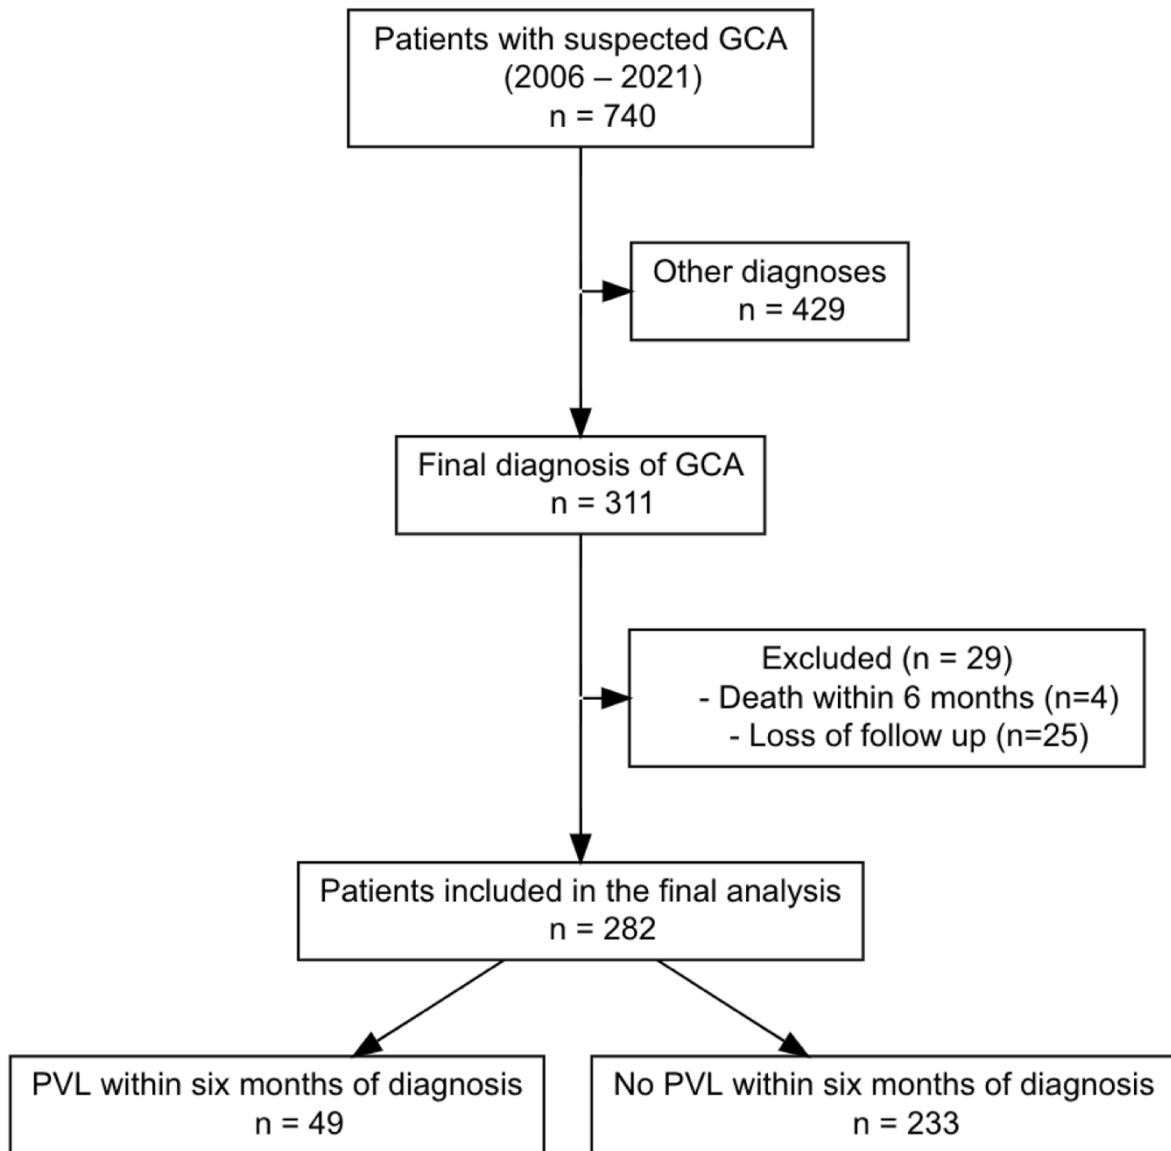 Patients with suspected GCA
(2006 – 2021)
n = 740
Other diagnoses
n = 429
Final diagnosis of GCA
n = 311
Excluded (n = 29)
- Death within 6 months (n=4)
- Loss of follow up (n=25)
Patients included in the final analysis
n = 282
PVL within six months of diagnosis
n = 49
No PVL within six months of diagnosis
n = 233